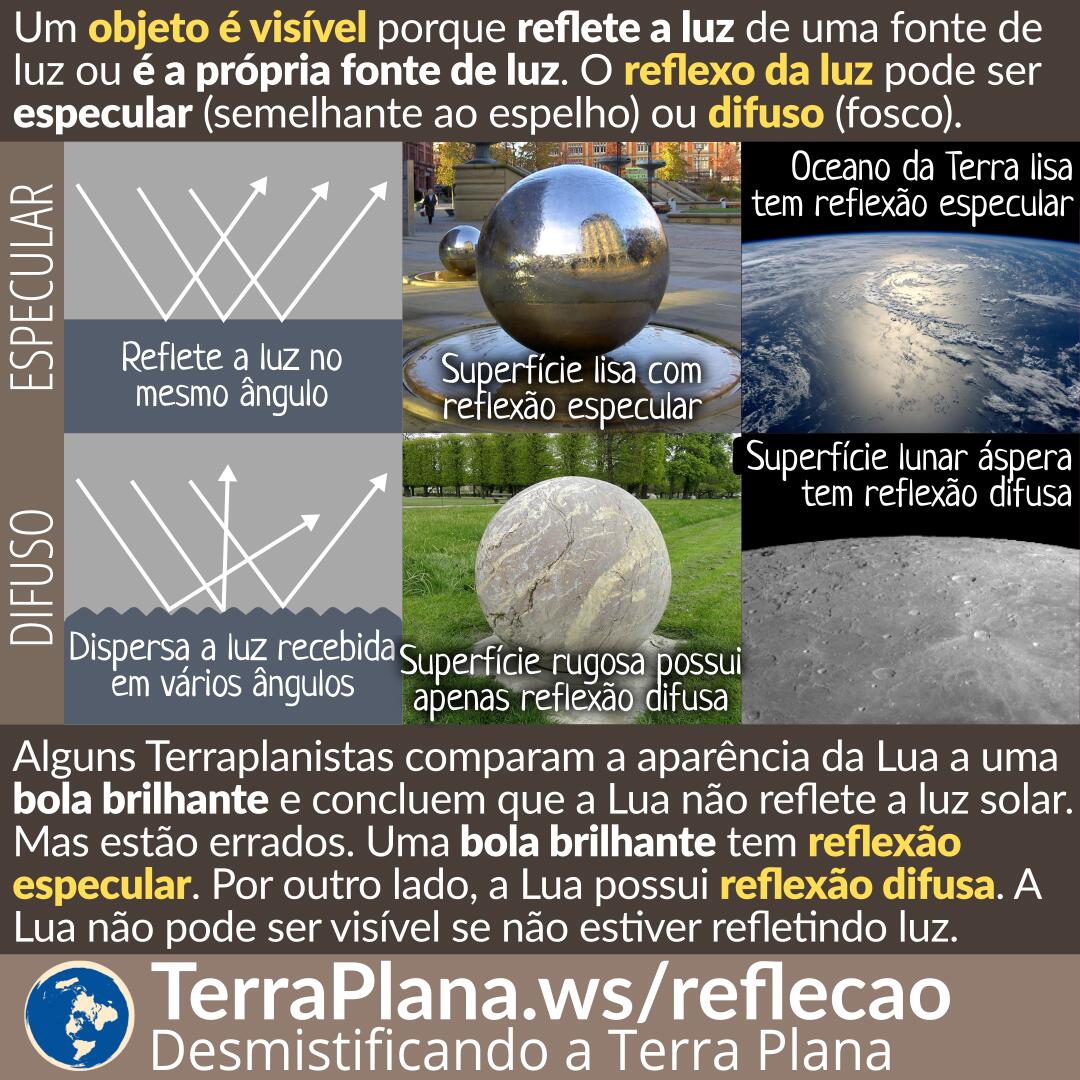 Um objeto é visível porque reflete a luz de uma fonte de
luz ou é a própria fonte de luz. O reflexo da luz pode ser
especular (semelhante ao espelho) ou difuso (fosco).
ESPECULAR
Reflete a luz no
mesmo ângulo
Superfície lisa com
reflexão especular
Oceano da Terra lisa
tem reflexão especular
DIFUSO
Dispersa a luz recebida
em vários ângulos
Superfície rugosa possui
apenas reflexão difusa
Superfície lunar áspera
tem reflexão difusa
Alguns Terraplanistas comparam a aparência da Lua a uma
bola brilhante e concluem que a Lua não reflete a luz solar.
Mas estão errados. Uma bola brilhante tem reflexão
especular. Por outro lado, a Lua possui reflexão difusa. A
Lua não pode ser visível se não estiver refletindo luz.
TerraPlana.ws/reflecao
Desmistificando a Terra Plana